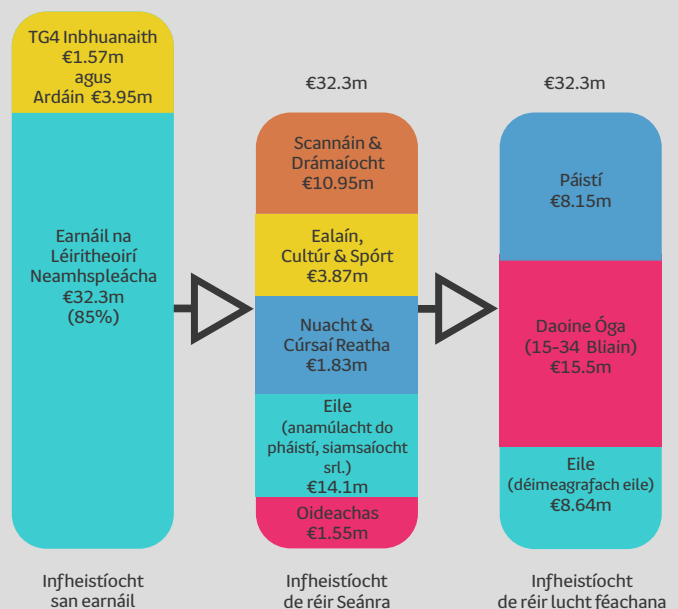 TG4 Inbhuanaith
€1.57m
agus
Ardáin €3.95m
Earnáil na
Léiritheoirí
Neamhspleácha
€32.3m
(85%)
Infheistíocht
san earnáil
€32.3m
Scannáin &
Drámaíocht
€10.95m
Ealaín,
Cultúr & Spórt
€3.87m
Nuacht &
Cúrsaí Reatha
€1.83m
Eile
(anamúlacht do
pháistí, siamsaíocht
srl.)
€14.1m
Oideachas
€1.55m
Infheistíocht
de réir Seánra
€32.3m
Páistí
€8.15m
Daoine Óga
(15-34 Bliain)
€15.5m
Eile
(déimeagrafach eile)
€8.64m
Infheistíocht
de réir lucht féachana